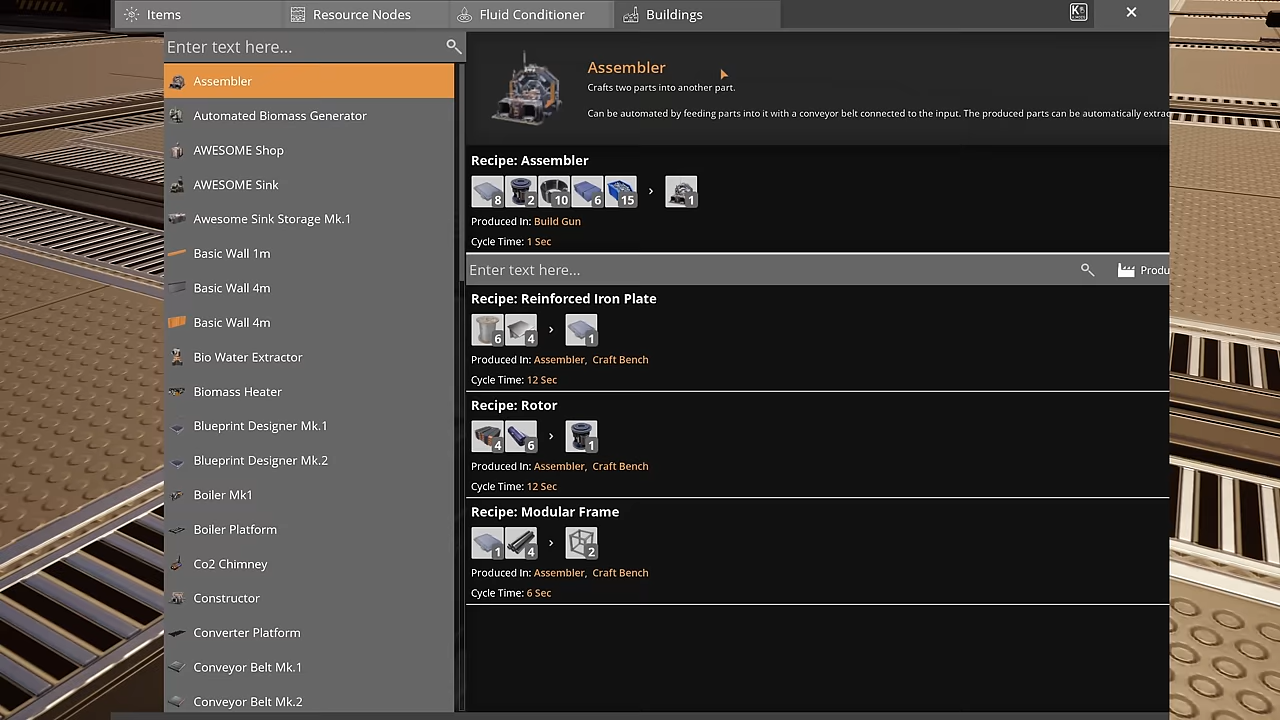 Items
Resource Nodes
Fluid Conditioner
Buildings
K
Enter text here...
Assembler
Automated Biomass Generator
AWESOME Shop
AWESOME Sink
Awesome Sink Storage Mk.1
Basic Wall 1m
Basic Wall 4m
Basic Wall 4m
Bio Water Extractor
Biomass Heater
Blueprint Designer Mk.1
Blueprint Designer Mk.2
Boiler Mk1
Boiler Platform
Co2 Chimney
Constructor
Converter Platform
Conveyor Belt Mk.1
Conveyor Belt Mk.2
Assembler
Crafts two parts into another part.
Can be automated by feeding parts into it with a conveyor belt connected to the input. The produced parts can be automatically extrac
Recipe: Assembler
8 2 10 6 15 › 1
Produced In: Build Gun
Cycle Time: 1 Sec
Enter text here...
Produ
Recipe: Reinforced Iron Plate
6 4 › 1
Produced In: Assembler, Craft Bench
Cycle Time: 12 Sec
Recipe: Rotor
4 6 › 1
Produced In: Assembler, Craft Bench
Cycle Time: 12 Sec
Recipe: Modular Frame
1 4 › 2
Produced In: Assembler, Craft Bench
Cycle Time: 6 Sec